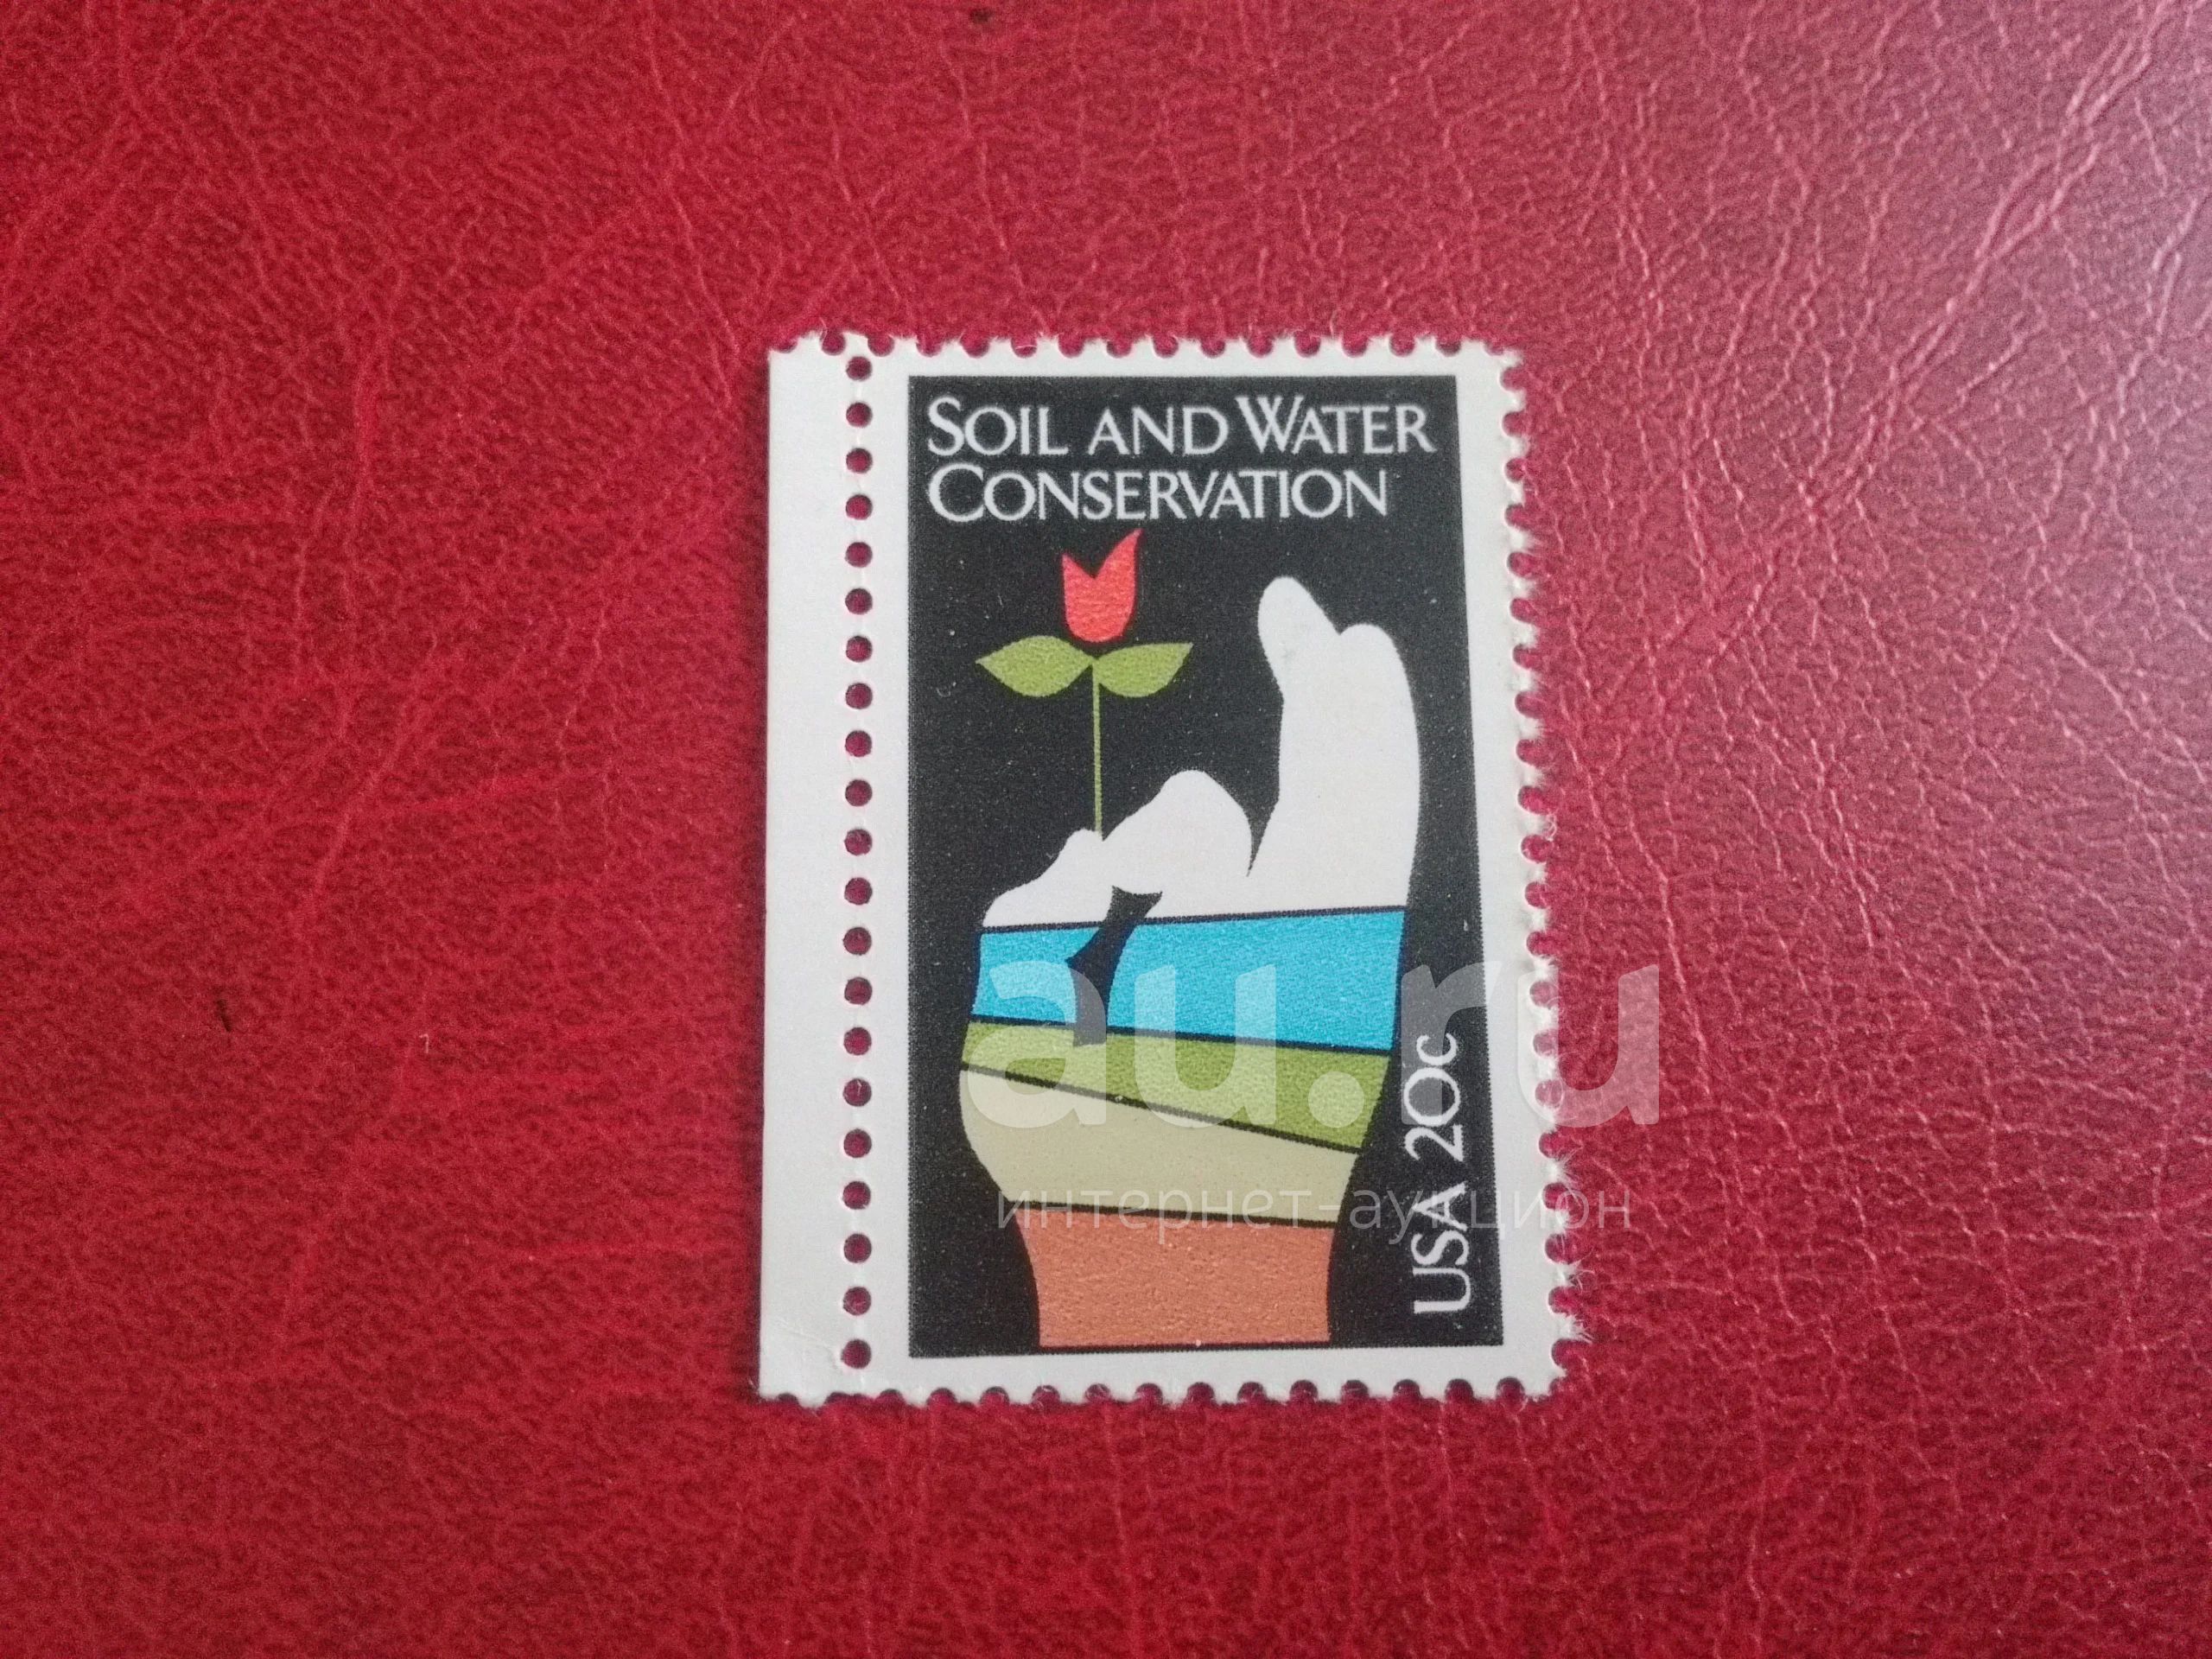 SOIL AND WATER
CONSERVATION
USA 20c
au.ru
интернет-аукцион